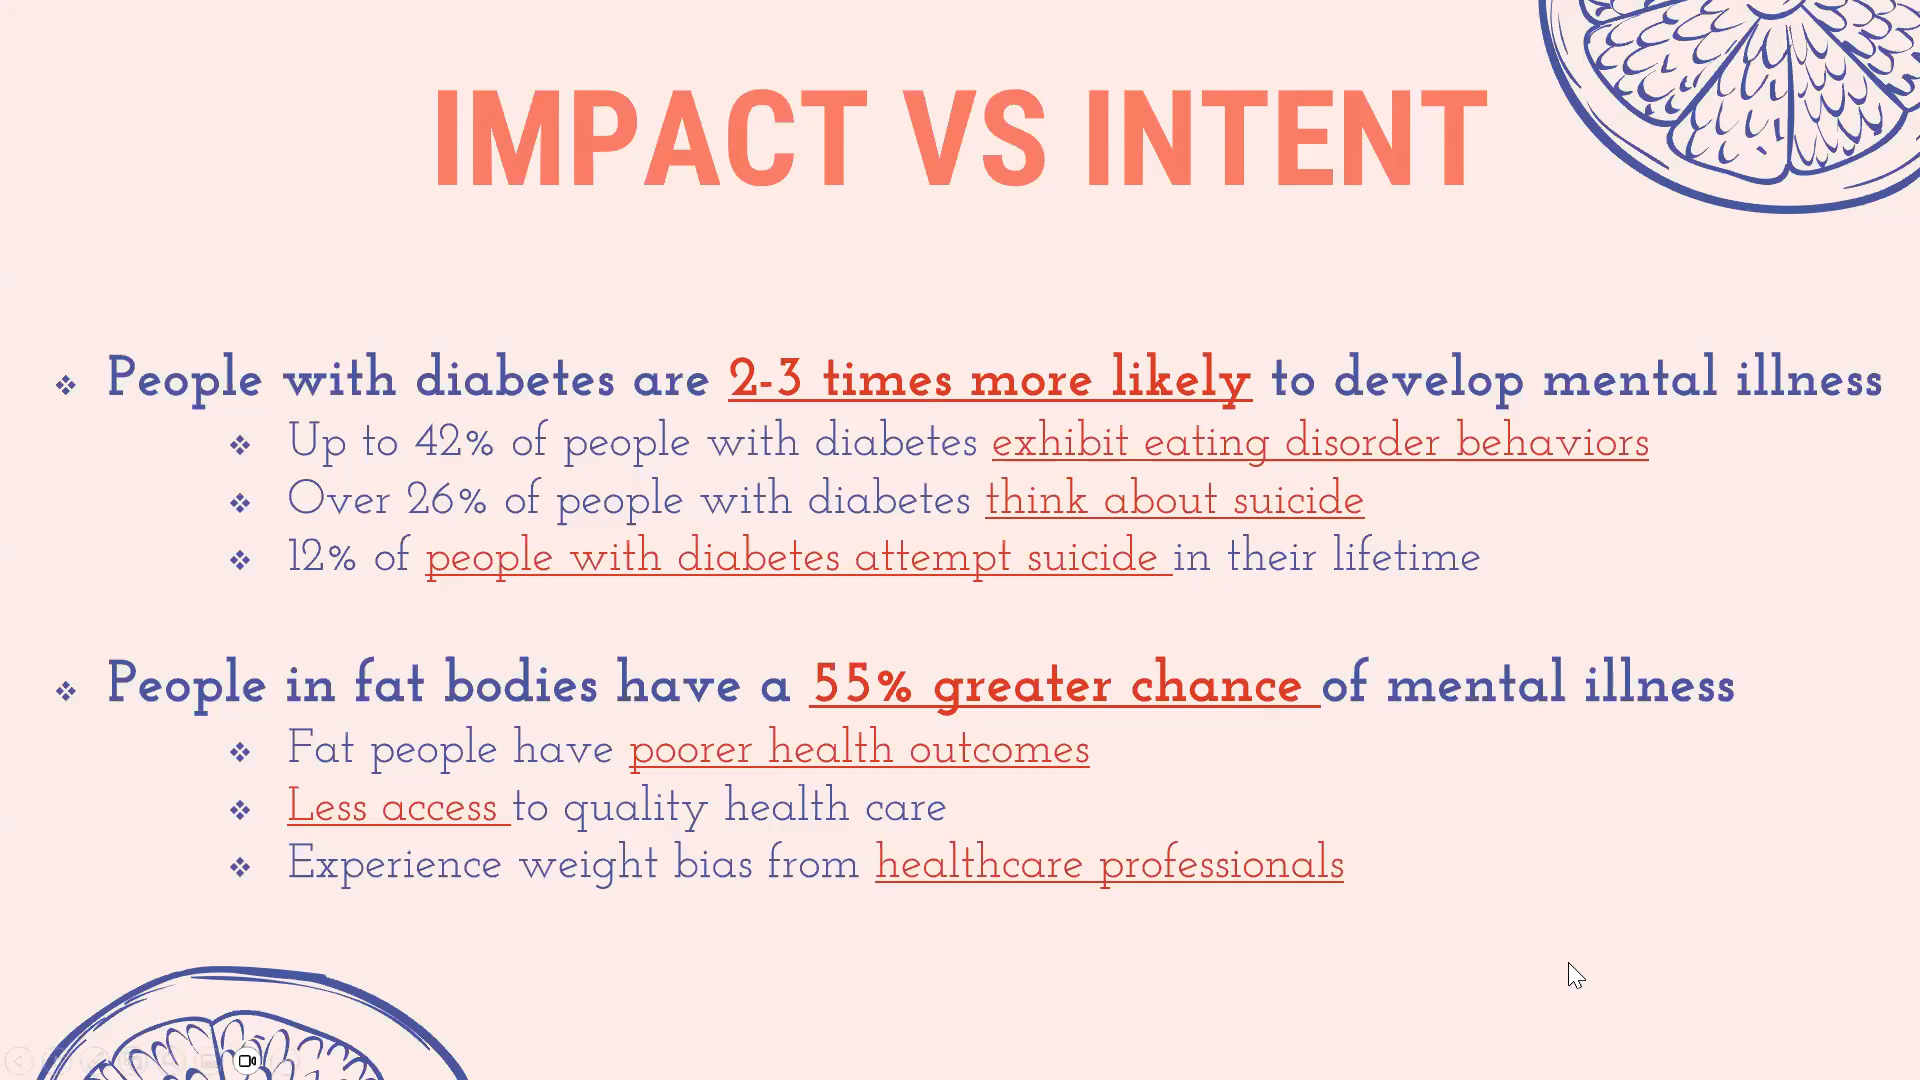 IMPACT VS INTENT
People with diabetes are 2-3 times more likely to develop mental illness
Up to 42% of people with diabetes exhibit eating disorder behaviors
Over 26% of people with diabetes think about suicide
12% of people with diabetes attempt suicide in their lifetime
People in fat bodies have a 55% greater chance of mental illness
Fat people have poorer health outcomes
Less access to quality health care
Experience weight bias from healthcare professionals